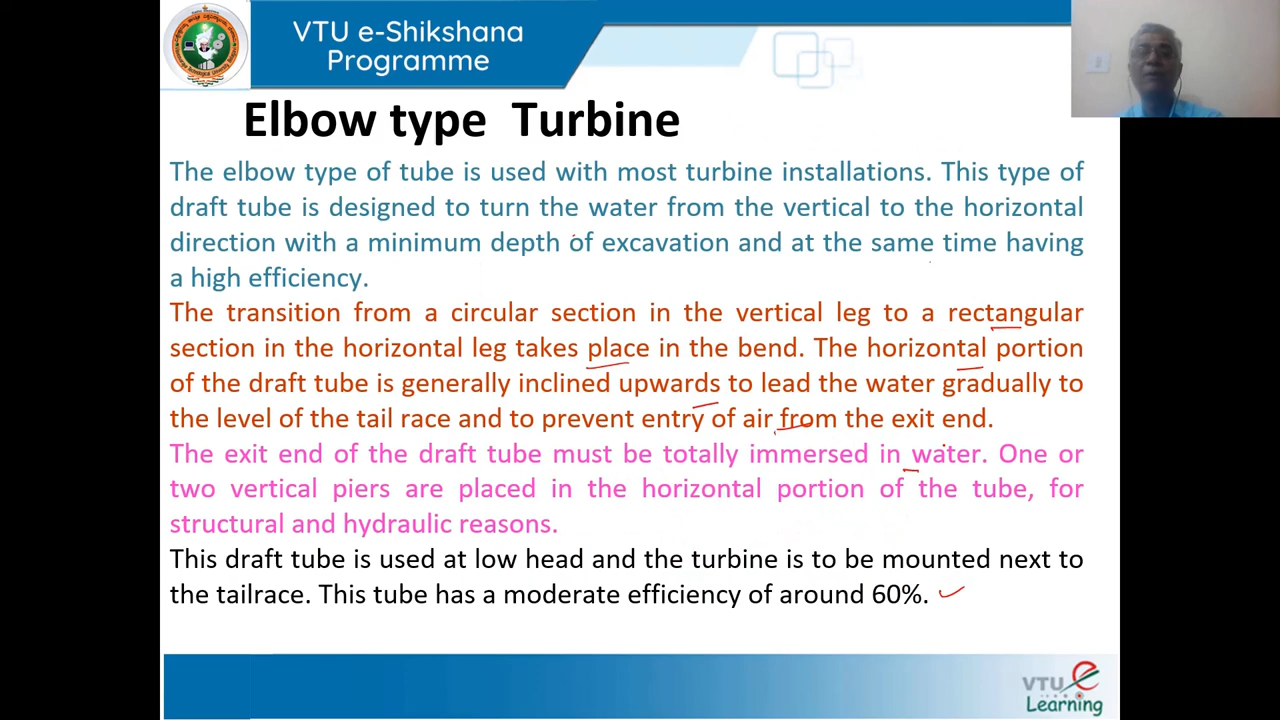 VTU e-Shikshana
Programme
Elbow type Turbine
The elbow type of tube is used with most turbine installations. This type of
draft tube is designed to turn the water from the vertical to the horizontal
direction with a minimum depth of excavation and at the same time having
a high efficiency.
The transition from a circular section in the vertical leg to a rectangular
section in the horizontal leg takes place in the bend. The horizontal portion
of the draft tube is generally inclined upwards to lead the water gradually to
the level of the tail race and to prevent entry of air from the exit end.
The exit end of the draft tube must be totally immersed in water. One or
two vertical piers are placed in the horizontal portion of the tube, for
structural and hydraulic reasons.
This draft tube is used at low head and the turbine is to be mounted next to
the tailrace. This tube has a moderate efficiency of around 60%.
VTU e
Learning